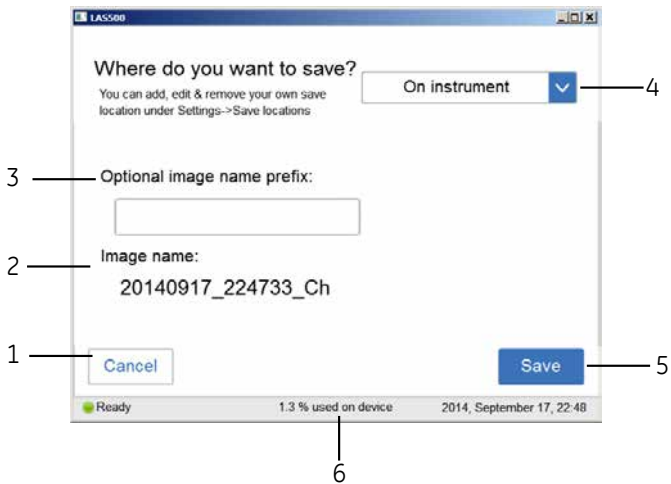 LAS500
Where do you want to save?
You can add, edit & remove your own save
location under Settings->Save locations
On instrument
4
3
Optional image name prefix:
2
Image name:
20140917_224733_Ch
1
Cancel
Save
5
Ready
1.3 % used on device
2014, September 17, 22:48
6